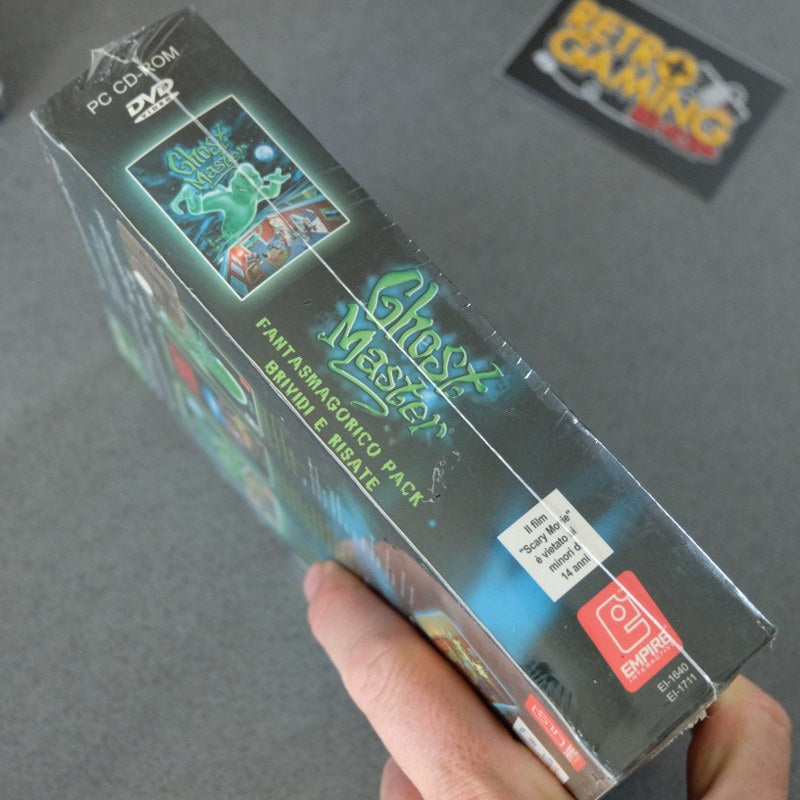 RETRO
GAMING
SHOP
PC CD-ROM
DVD
VIDEO
Ghost
Master
Ghost
Master
FANTASMAGORICO PACK
BRIVIDI E RISATE
Il film
"Scary Movie"
è vietato ai
minori di
14 anni
EMPIRE
INTERACTIVE
EI-1640
EI-1711